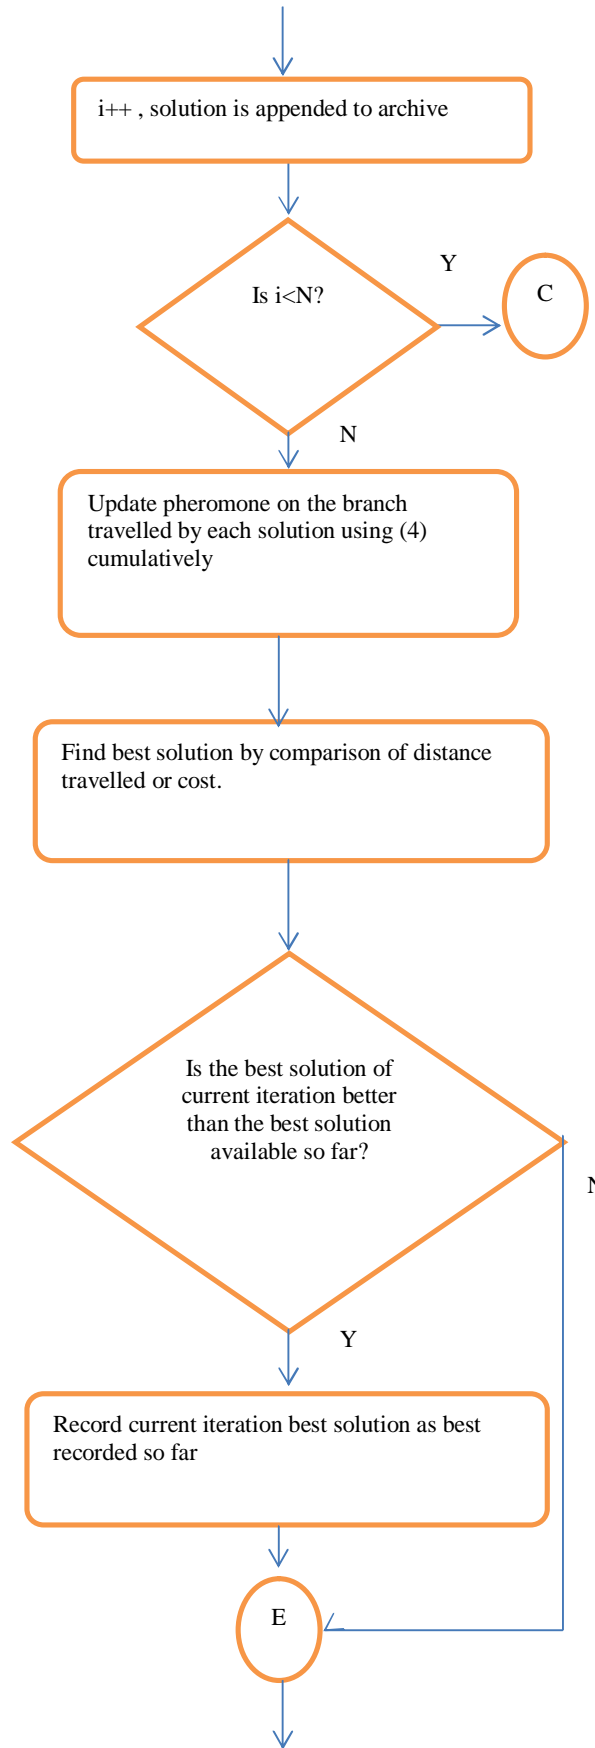 i++ , solution is appended to archive
Y
Is i<N?
C
N
Update pheromone on the branch
travelled by each solution using (4)
cumulatively
Find best solution by comparison of distance
travelled or cost.
Is the best solution of
current iteration better
than the best solution
available so far?
N
Y
Record current iteration best solution as best
recorded so far
E